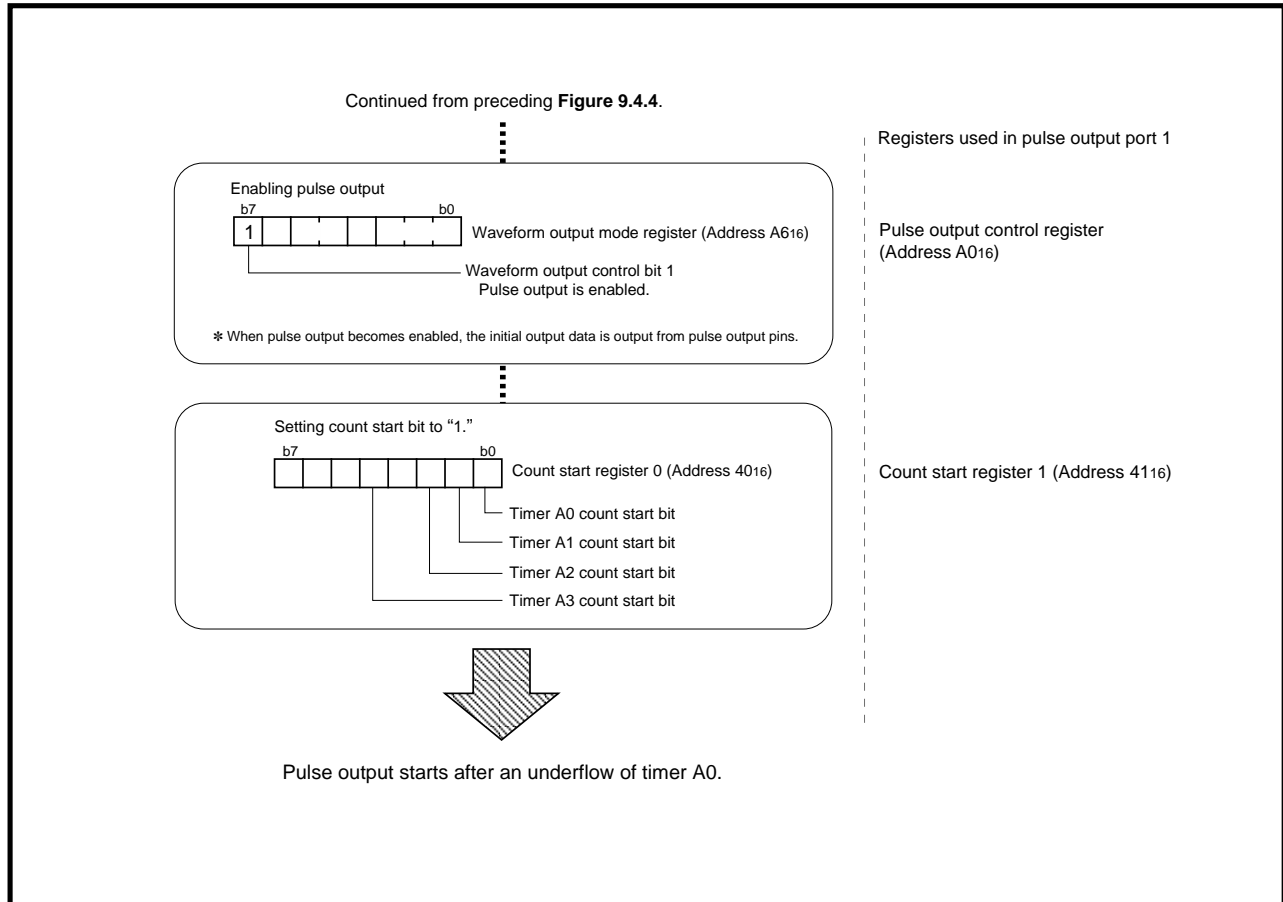 Continued from preceding Figure 9.4.4.
Registers used in pulse output port 1
Enabling pulse output
b7 b0
1 Waveform output mode register (Address A616)
Waveform output control bit 1
Pulse output is enabled.
Pulse output control register
(Address A016)
✻ When pulse output becomes enabled, the initial output data is output from pulse output pins.
Setting count start bit to “1.”
b7 b0
Count start register 0 (Address 4016)
Count start register 1 (Address 4116)
Timer A0 count start bit
Timer A1 count start bit
Timer A2 count start bit
Timer A3 count start bit
Pulse output starts after an underflow of timer A0.